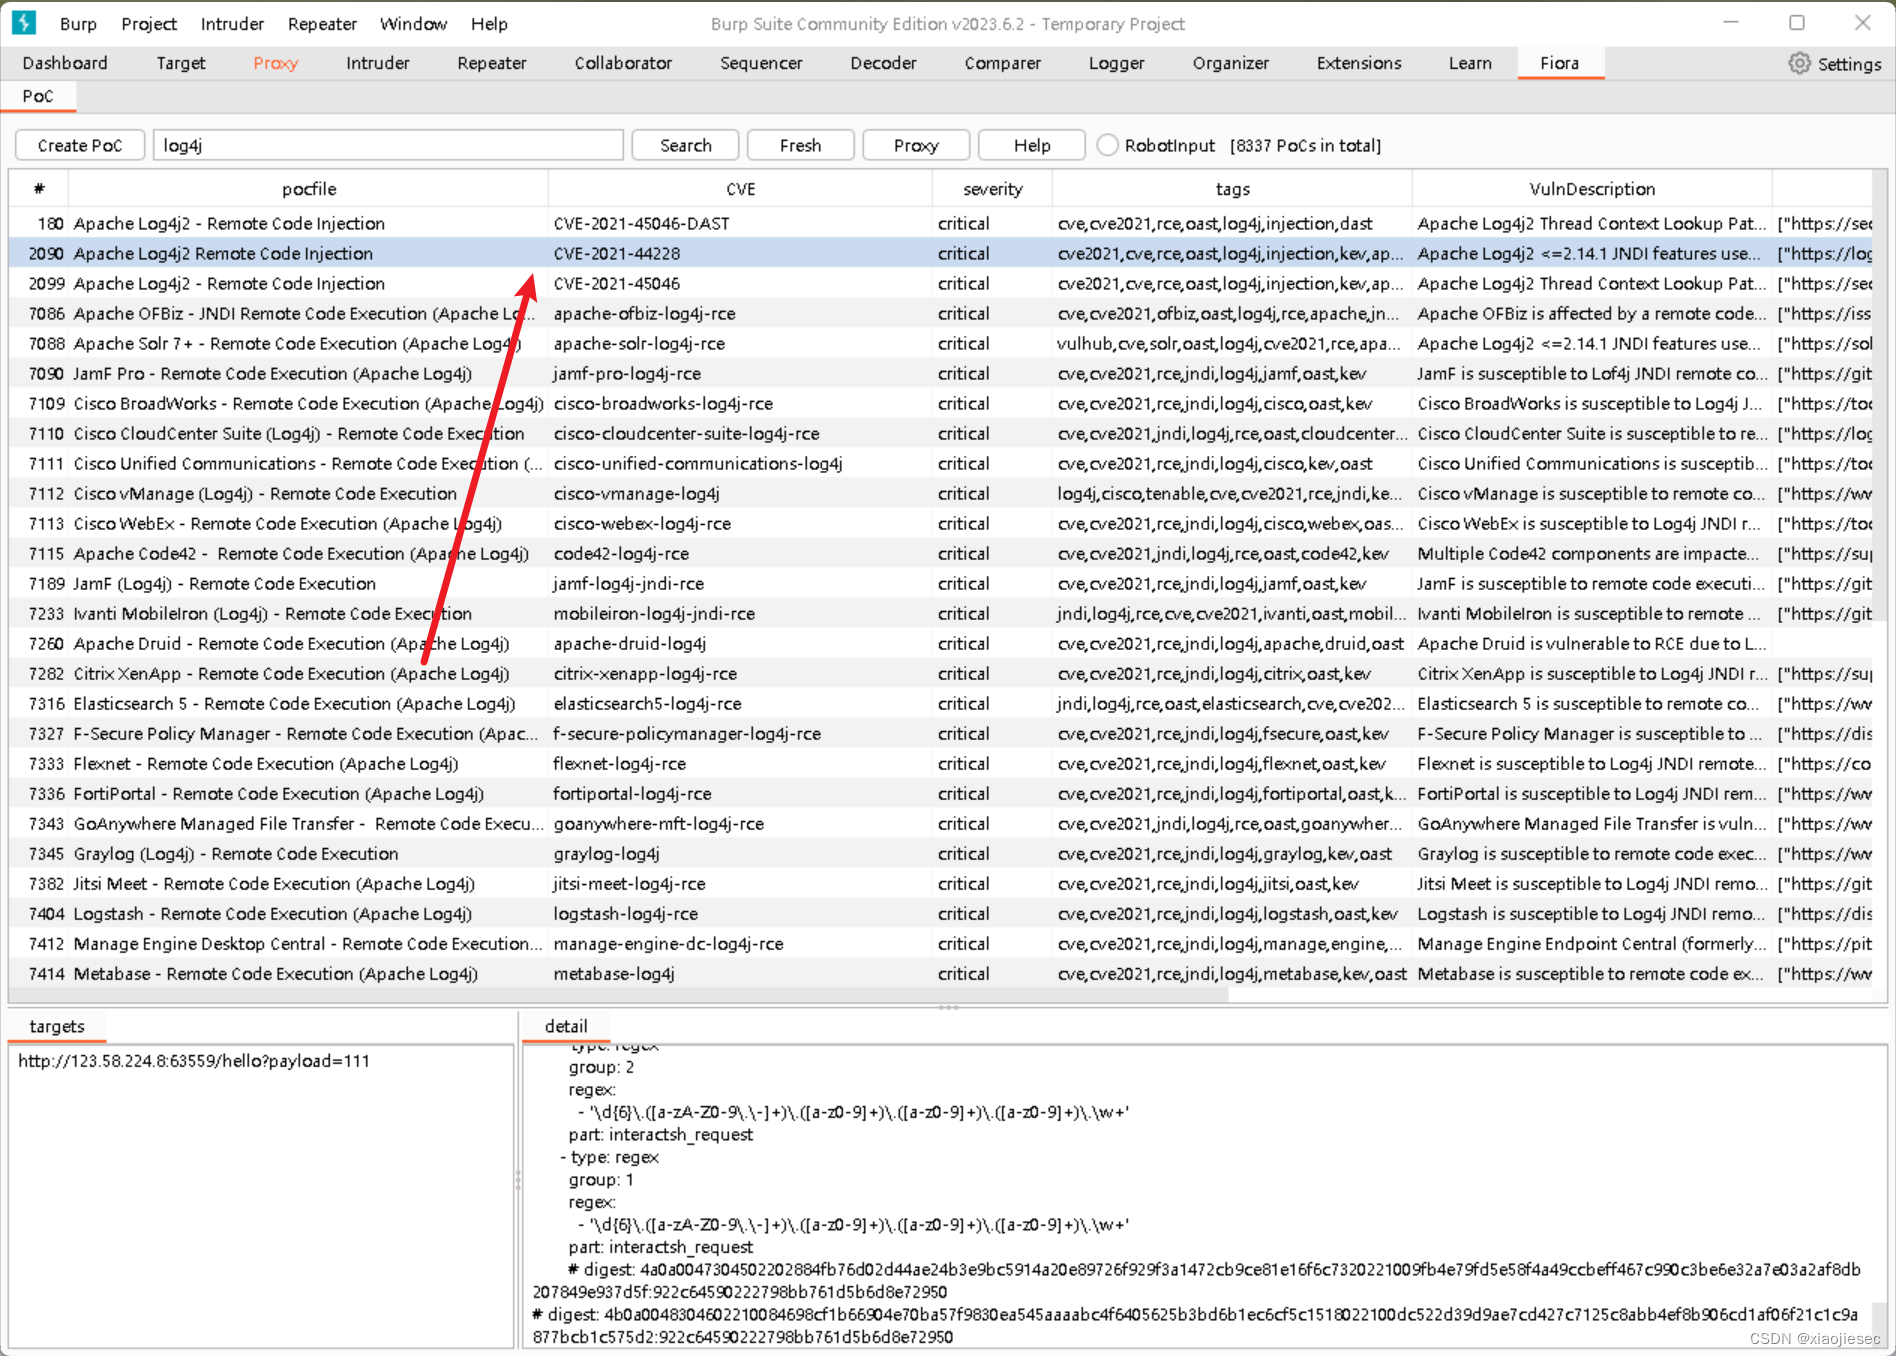 Burp Project Intruder Repeater Window Help Burp Suite Community Edition v2023.6.2 - Temporary Project
Dashboard Target Proxy Intruder Repeater Collaborator Sequencer Decoder Comparer Logger Organizer Extensions Learn Fiora Settings
PoC
Create PoC log4j Search Fresh Proxy Help RobotInput [8337 PoCs in total]
# pocfile CVE severity tags VulnDescription
180 Apache Log4j2 - Remote Code Injection CVE-2021-45046-DAST critical cve,cve2021,rce,oast,log4j,injection,dast Apache Log4j2 Thread Context Lookup Pat... ["https://sec
2090 Apache Log4j2 Remote Code Injection CVE-2021-44228 critical cve2021,cve,rce,oast,log4j,injection,kev,ap... Apache Log4j2 <=2.14.1 JNDI features use... ["https://log
2099 Apache Log4j2 - Remote Code Injection CVE-2021-45046 critical cve2021,cve,rce,oast,log4j,injection,kev,ap... Apache Log4j2 Thread Context Lookup Pat... ["https://sec
7086 Apache OFBiz - JNDI Remote Code Execution (Apache Lo... apache-ofbiz-log4j-rce critical cve,cve2021,ofbiz,oast,log4j,rce,apache,jn... Apache OFBiz is affected by a remote code... ["https://iss
7088 Apache Solr 7+ - Remote Code Execution (Apache Log4j) apache-solr-log4j-rce critical vulhub,cve,solr,oast,log4j,cve2021,rce,apa... Apache Log4j2 <=2.14.1 JNDI features use... ["https://sol
7090 JamF Pro - Remote Code Execution (Apache Log4j) jamf-pro-log4j-rce critical cve,cve2021,rce,jndi,log4j,jamf,oast,kev JamF is susceptible to Lof4j JNDI remote co... ["https://git
7109 Cisco BroadWorks - Remote Code Execution (Apache Log4j) cisco-broadworks-log4j-rce critical cve,cve2021,rce,jndi,log4j,cisco,oast,kev Cisco BroadWorks is susceptible to Log4j J... ["https://too
7110 Cisco CloudCenter Suite (Log4j) - Remote Code Execution cisco-cloudcenter-suite-log4j-rce critical cve,cve2021,jndi,log4j,rce,oast,cloudcenter... Cisco CloudCenter Suite is susceptible to re... ["https://log
7111 Cisco Unified Communications - Remote Code Execution (... cisco-unified-communications-log4j critical cve,cve2021,rce,jndi,log4j,cisco,kev,oast Cisco Unified Communications is susceptib... ["https://too
7112 Cisco vManage (Log4j) - Remote Code Execution cisco-vmanage-log4j critical log4j,cisco,tenable,cve,cve2021,rce,jndi,ke... Cisco vManage is susceptible to remote co... ["https://ww
7113 Cisco WebEx - Remote Code Execution (Apache Log4j) cisco-webex-log4j-rce critical cve,cve2021,rce,jndi,log4j,cisco,webex,oas... Cisco WebEx is susceptible to Log4j JNDI r... ["https://too
7115 Apache Code42 - Remote Code Execution (Apache Log4j) code42-log4j-rce critical cve,cve2021,jndi,log4j,rce,oast,code42,kev Multiple Code42 components are impacte... ["https://sup
7189 JamF (Log4j) - Remote Code Execution jamf-log4j-jndi-rce critical cve,cve2021,rce,jndi,log4j,jamf,oast,kev JamF is susceptible to remote code executi... ["https://git
7233 Ivanti MobileIron (Log4j) - Remote Code Execution mobileiron-log4j-jndi-rce critical jndi,log4j,rce,cve,cve2021,ivanti,oast,mobil... Ivanti MobileIron is susceptible to remote ... ["https://git
7260 Apache Druid - Remote Code Execution (Apache Log4j) apache-druid-log4j critical cve,cve2021,rce,jndi,log4j,apache,druid,oast Apache Druid is vulnerable to RCE due to L...
7282 Citrix XenApp - Remote Code Execution (Apache Log4j) citrix-xenapp-log4j-rce critical cve,cve2021,rce,jndi,log4j,citrix,oast,kev Citrix XenApp is susceptible to Log4j JNDI r... ["https://sup
7316 Elasticsearch 5 - Remote Code Execution (Apache Log4j) elasticsearch5-log4j-rce critical jndi,log4j,rce,oast,elasticsearch,cve,cve202... Elasticsearch 5 is susceptible to remote co... ["https://ww
7327 F-Secure Policy Manager - Remote Code Execution (Apac... f-secure-policymanager-log4j-rce critical cve,cve2021,rce,jndi,log4j,fsecure,oast,kev F-Secure Policy Manager is susceptible to ... ["https://dis
7333 Flexnet - Remote Code Execution (Apache Log4j) flexnet-log4j-rce critical cve,cve2021,rce,jndi,log4j,flexnet,oast,kev Flexnet is susceptible to Log4j JNDI remote... ["https://co
7336 FortiPortal - Remote Code Execution (Apache Log4j) fortiportal-log4j-rce critical cve,cve2021,rce,jndi,log4j,fortiportal,oast,k... FortiPortal is susceptible to Log4j JNDI rem... ["https://ww
7343 GoAnywhere Managed File Transfer - Remote Code Execu... goanywhere-mft-log4j-rce critical cve,cve2021,jndi,log4j,rce,oast,goanywher... GoAnywhere Managed File Transfer is vuln... ["https://ww
7345 Graylog (Log4j) - Remote Code Execution graylog-log4j critical cve,cve2021,rce,jndi,log4j,graylog,kev,oast Graylog is susceptible to remote code exec... ["https://ww
7382 Jitsi Meet - Remote Code Execution (Apache Log4j) jitsi-meet-log4j-rce critical cve,cve2021,rce,jndi,log4j,jitsi,oast,kev Jitsi Meet is susceptible to Log4j JNDI remo... ["https://git
7404 Logstash - Remote Code Execution (Apache Log4j) logstash-log4j-rce critical cve,cve2021,rce,jndi,log4j,logstash,oast,kev Logstash is susceptible to Log4j JNDI remo... ["https://dis
7412 Manage Engine Desktop Central - Remote Code Execution... manage-engine-dc-log4j-rce critical cve,cve2021,rce,jndi,log4j,manage,engine,... Manage Engine Endpoint Central (formerly... ["https://pit
7414 Metabase - Remote Code Execution (Apache Log4j) metabase-log4j critical cve,cve2021,rce,jndi,log4j,metabase,kev,oast Metabase is susceptible to remote code ex... ["https://ww
targets
http://123.58.224.8:63559/hello?payload=111
detail
type: regex
group: 2
regex:
- '\d{6}\.([a-zA-Z0-9\.\-]+)\.([a-z0-9]+)\.([a-z0-9]+)\.([a-z0-9]+)\.\w+'
part: interactsh_request
- type: regex
group: 1
regex:
- '\d{6}\.([a-zA-Z0-9\.\-]+)\.([a-z0-9]+)\.([a-z0-9]+)\.([a-z0-9]+)\.\w+'
part: interactsh_request
# digest: 4a0a0047304502202884fb76d02d44ae24b3e9bc5914a20e89726f929f3a1472cb9ce81e16f6c7320221009fb4e79fd5e58f4a49ccbeff467c990c3be6e32a7e03a2af8db
207849e937d5f:922c64590222798bb761d5b6d8e72950
# digest: 4b0a0048304602210084698cf1b66904e70ba57f9830ea545aaaabc4f6405625b3bd6b1ec6cf5c1518022100dc522d39d9ae7cd427c7125c8abb4ef8b906cd1af06f21c1c9a
877bcb1c575d2:922c64590222798bb761d5b6d8e72950
CSDN @xiaojiesec